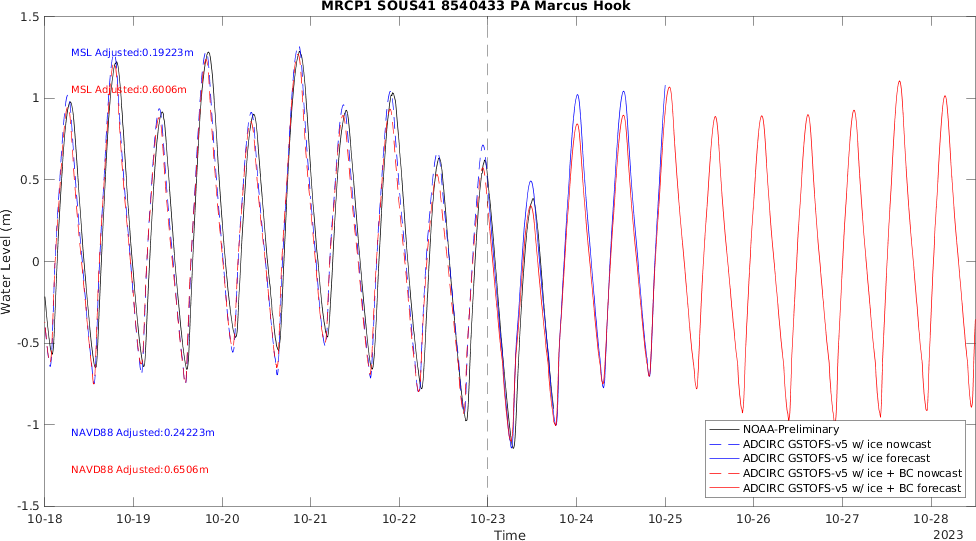 MRCP1 SOUS41 8540433 PA Marcus Hook
1.5
MSL Adjusted:0.19223m
MSL Adjusted:0.6006m
1
0.5
0
-0.5
-1
-1.5
Water Level (m)
NAVD88 Adjusted:0.24223m
NAVD88 Adjusted:0.6506m
NOAA-Preliminary
ADCIRC GSTOFS-v5 w/ ice nowcast
ADCIRC GSTOFS-v5 w/ ice forecast
ADCIRC GSTOFS-v5 w/ ice + BC nowcast
ADCIRC GSTOFS-v5 w/ ice + BC forecast
10-18 10-19 10-20 10-21 10-22 10-23 10-24 10-25 10-26 10-27 10-28
Time
2023